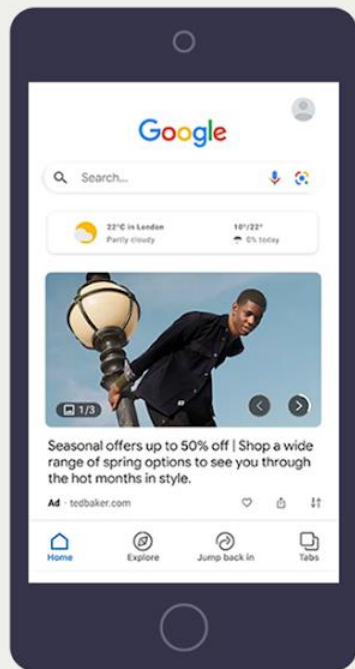 Google
Search...
22°C in London
10°/22°
Partly cloudy
0% today
1/3
Seasonal offers up to 50% off | Shop a wide
range of spring options to see you through
the hot months in style.
Ad · tedbaker.com
Home
Explore
Jump back in
Tabs